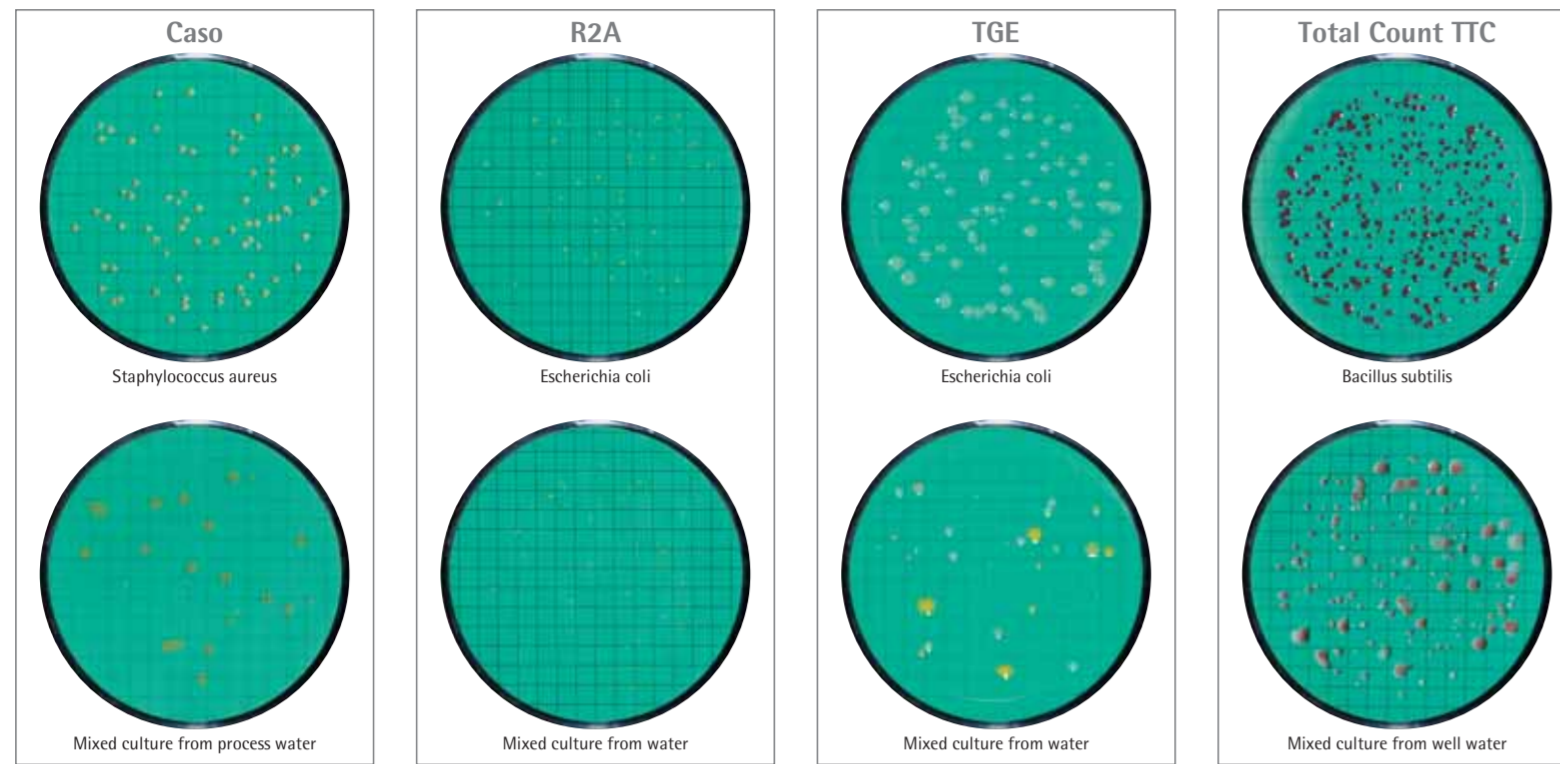 Caso
Staphylococcus aureus
Mixed culture from process water
R2A
Escherichia coli
Mixed culture from water
TGE
Escherichia coli
Mixed culture from water
Total Count TTC
Bacillus subtilis
Mixed culture from well water